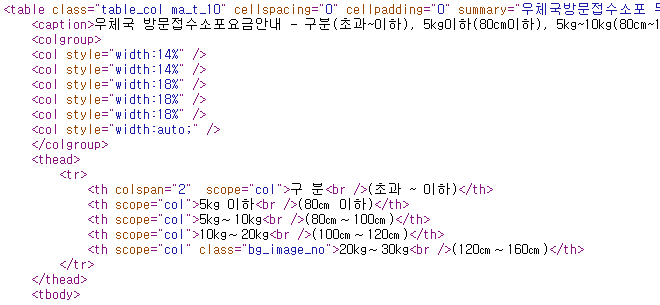 <table class="table_col ma_t_10" cellspacing="0" cellpadding="0" summary="우체국방문접수소포
<caption>우체국 방문접수소포요금안내 - 구분(초과~이하), 5kg이하(80cm이하), 5kg~10kg(80cm~1
<colgroup>
<col style="width:14%" />
<col style="width:14%" />
<col style="width:18%" />
<col style="width:18%" />
<col style="width:18%" />
<col style="width:auto;" />
</colgroup>
<thead>
<tr>
<th colspan="2"  scope="col">구 분<br />(초과 ~ 이하)</th>
<th scope="col">5kg 이하<br />(80㎝ 이하)</th>
<th scope="col">5kg~10kg<br />(80㎝~100㎝)</th>
<th scope="col">10kg~20kg<br />(100㎝~120㎝)</th>
<th scope="col" class="bg_image_no">20kg~30kg<br />(120㎝~160㎝)</th>
</tr>
</thead>
<tbody>